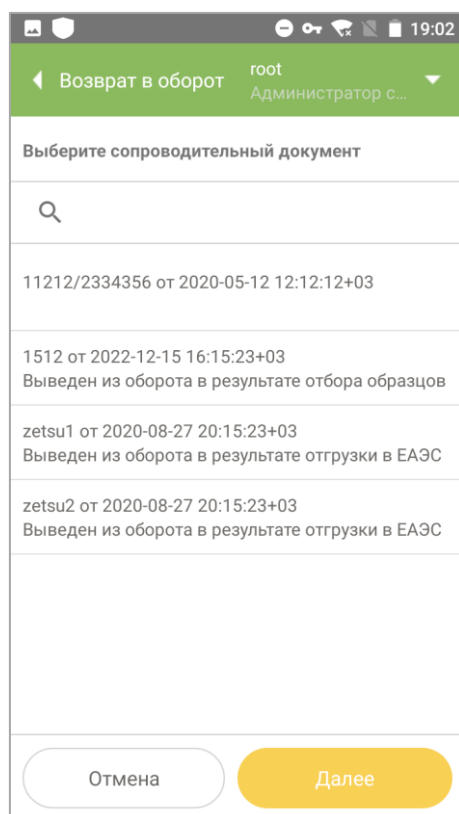 19:02
Возврат в оборот
root
Администратор с...
Выберите сопроводительный документ
11212/2334356 от 2020-05-12 12:12:12+03
1512 от 2022-12-15 16:15:23+03
Выведен из оборота в результате отбора образцов
zetsu1 от 2020-08-27 20:15:23+03
Выведен из оборота в результате отгрузки в ЕАЭС
zetsu2 от 2020-08-27 20:15:23+03
Выведен из оборота в результате отгрузки в ЕАЭС
Отмена
Далее